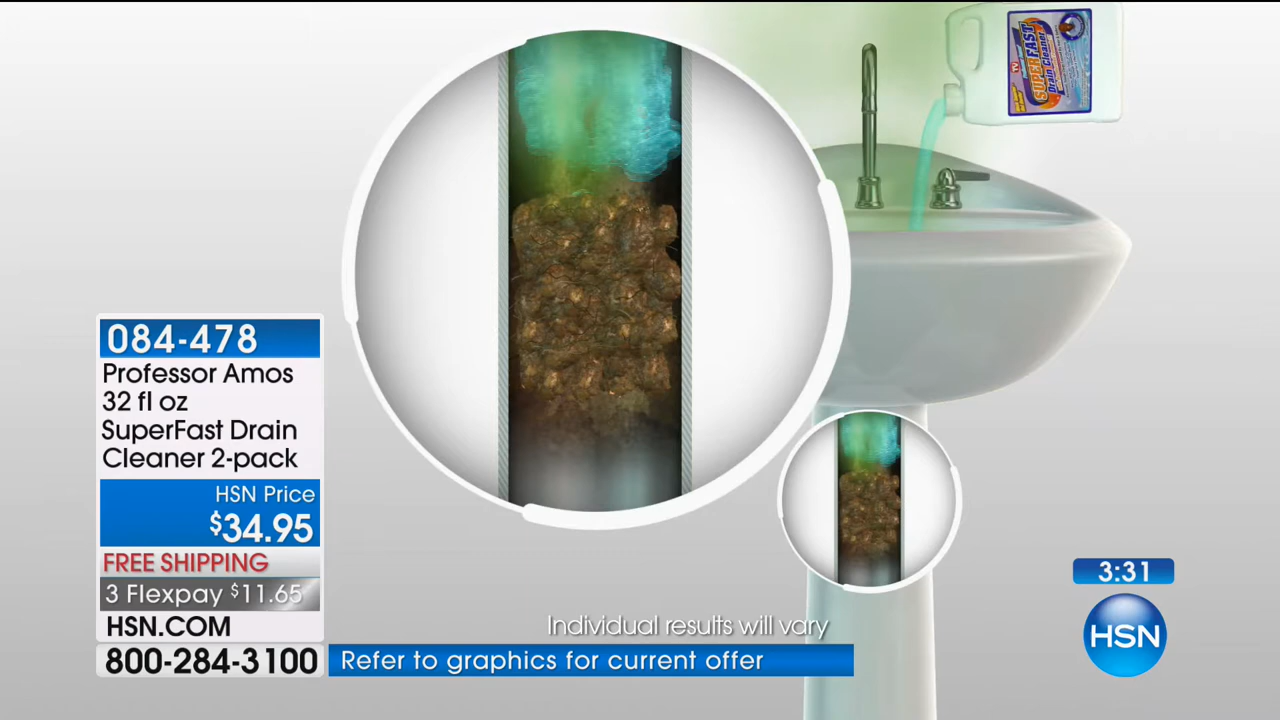 SUPERFAST
Drain Cleaner
084-478
Professor Amos
32 fl oz
SuperFast Drain
Cleaner 2-pack
HSN Price
$34.95
FREE SHIPPING
3 Flexpay $11.65
HSN.COM
800-284-3100
Individual results will vary
Refer to graphics for current offer
3:31
HSN